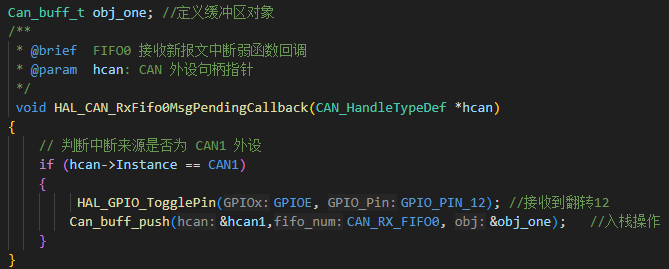 Can_buff_t obj_one; //定义缓冲区对象
/**
 * @brief  FIFO0 接收新报文中断弱函数回调
 * @param  hcan: CAN 外设句柄指针
 */
void HAL_CAN_RxFifo0MsgPendingCallback(CAN_HandleTypeDef *hcan)
{
    // 判断中断来源是否为 CAN1 外设
    if (hcan->Instance == CAN1)
    {
        HAL_GPIO_TogglePin(GPIOx:GPIOE, GPIO_Pin:GPIO_PIN_12); //接收到翻转12
        Can_buff_push(hcan:&hcan1,fifo_num:CAN_RX_FIFO0, obj:&obj_one);   //入栈操作
    }
}